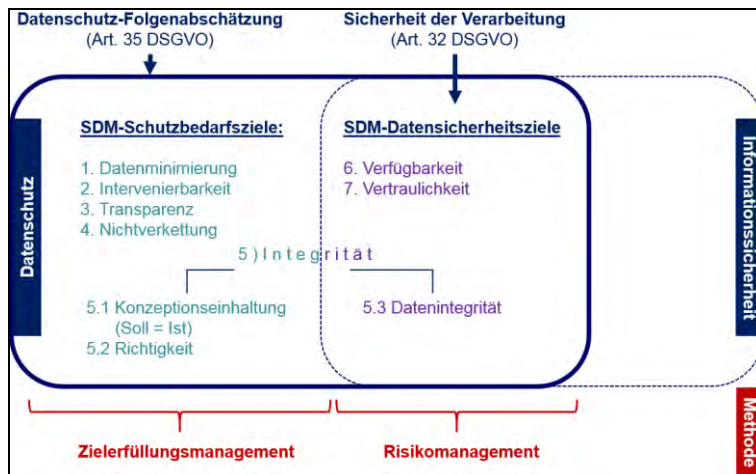 Datenschutz-Folgenabschätzung
(Art. 35 DSGVO)
Sicherheit der Verarbeitung
(Art. 32 DSGVO)
Datenschutz
SDM-Schutzbedarfsziele:
1. Datenminimierung
2. Intervenierbarkeit
3. Transparenz
4. Nichtverkettung
SDM-Datensicherheitsziele
6. Verfügbarkeit
7. Vertraulichkeit
5 ) I n t e g r i t ä t
5.1 Konzeptionseinhaltung
(Soll = Ist)
5.2 Richtigkeit
5.3 Datenintegrität
Informationssicherheit
Zielerfüllungsmanagement
Risikomanagement
Methode